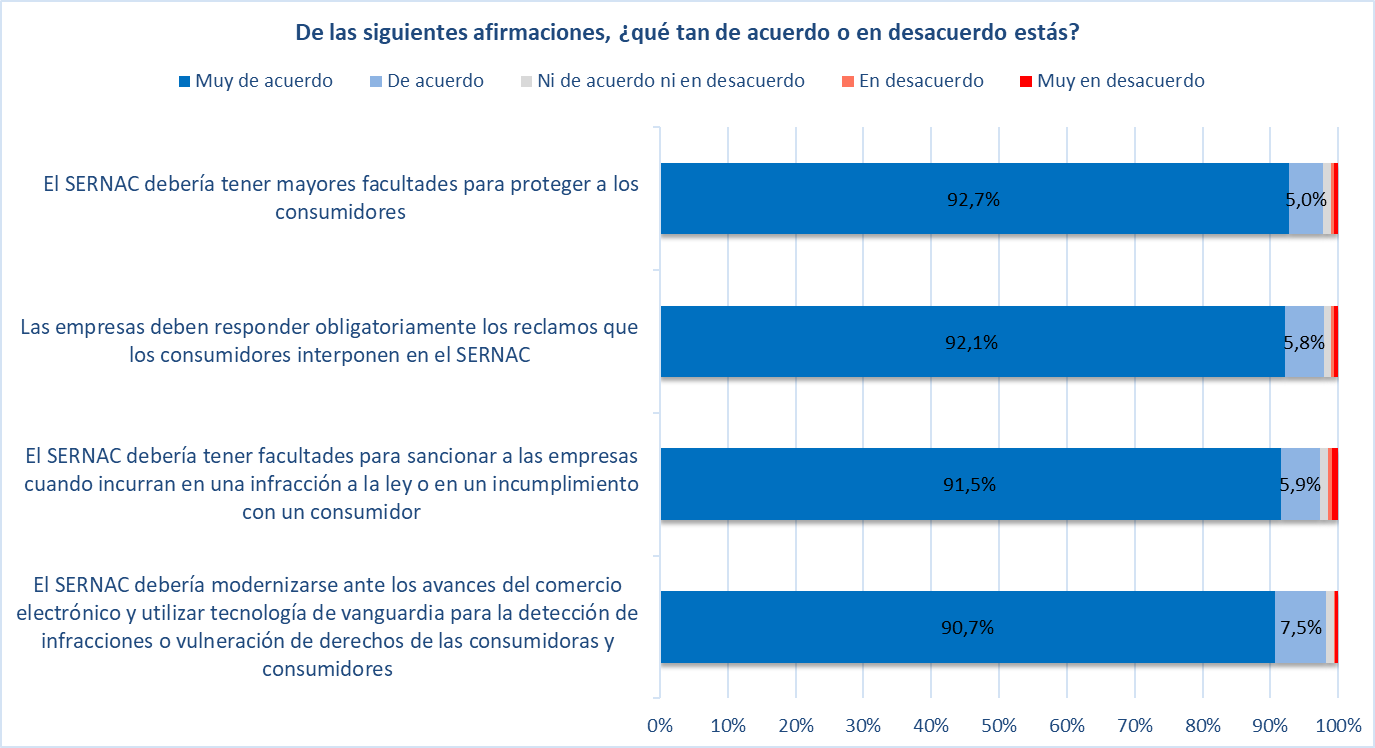 De las siguientes afirmaciones, ¿qué tan de acuerdo o en desacuerdo estás?
Muy de acuerdo De acuerdo Ni de acuerdo ni en desacuerdo En desacuerdo Muy en desacuerdo
El SERNAC debería tener mayores facultades para proteger a los
consumidores
92,7% 5,0%
Las empresas deben responder obligatoriamente los reclamos que
los consumidores interponen en el SERNAC
92,1% 5,8%
El SERNAC debería tener facultades para sancionar a las empresas
cuando incurran en una infracción a la ley o en un incumplimiento
con un consumidor
91,5% 5,9%
El SERNAC debería modernizarse ante los avances del comercio
electrónico y utilizar tecnología de vanguardia para la detección de
infracciones o vulneración de derechos de las consumidoras y
consumidores
90,7% 7,5%
0% 10% 20% 30% 40% 50% 60% 70% 80% 90% 100%